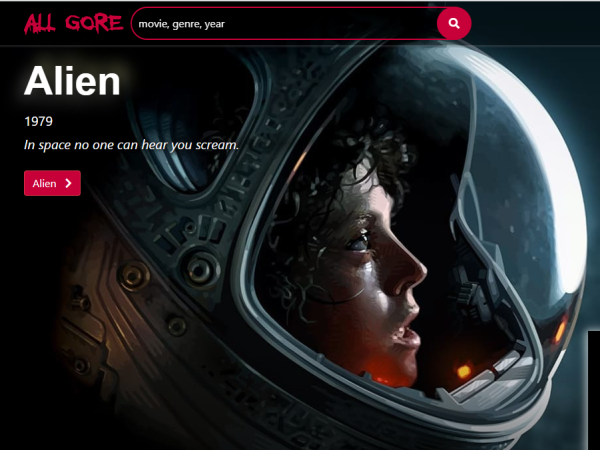 ALL GORE
movie, genre, year
Alien
1979
In space no one can hear you scream.
Alien